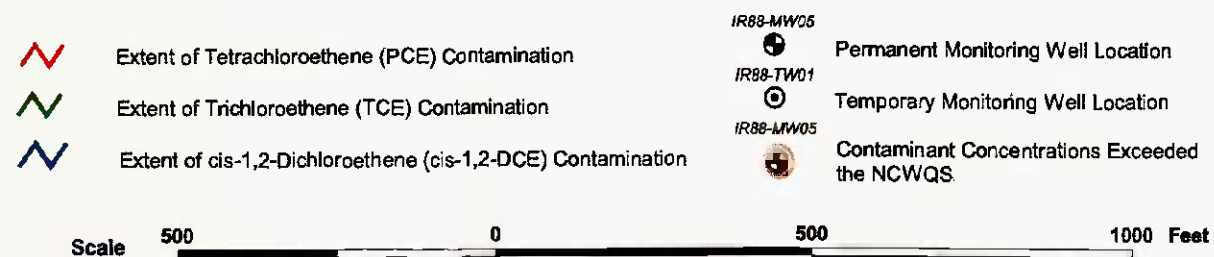 Extent of Tetrachloroethene (PCE) Contamination
Extent of Trichloroethene (TCE) Contamination
Extent of cis-1,2-Dichloroethene (cis-1,2-DCE) Contamination
IR88-MW05
Permanent Monitoring Well Location
IR88-TW01
Temporary Monitoring Well Location
IR88-MW05
Contaminant Concentrations Exceeded
the NCWQS.
Scale 500 0 500 1000 Feet